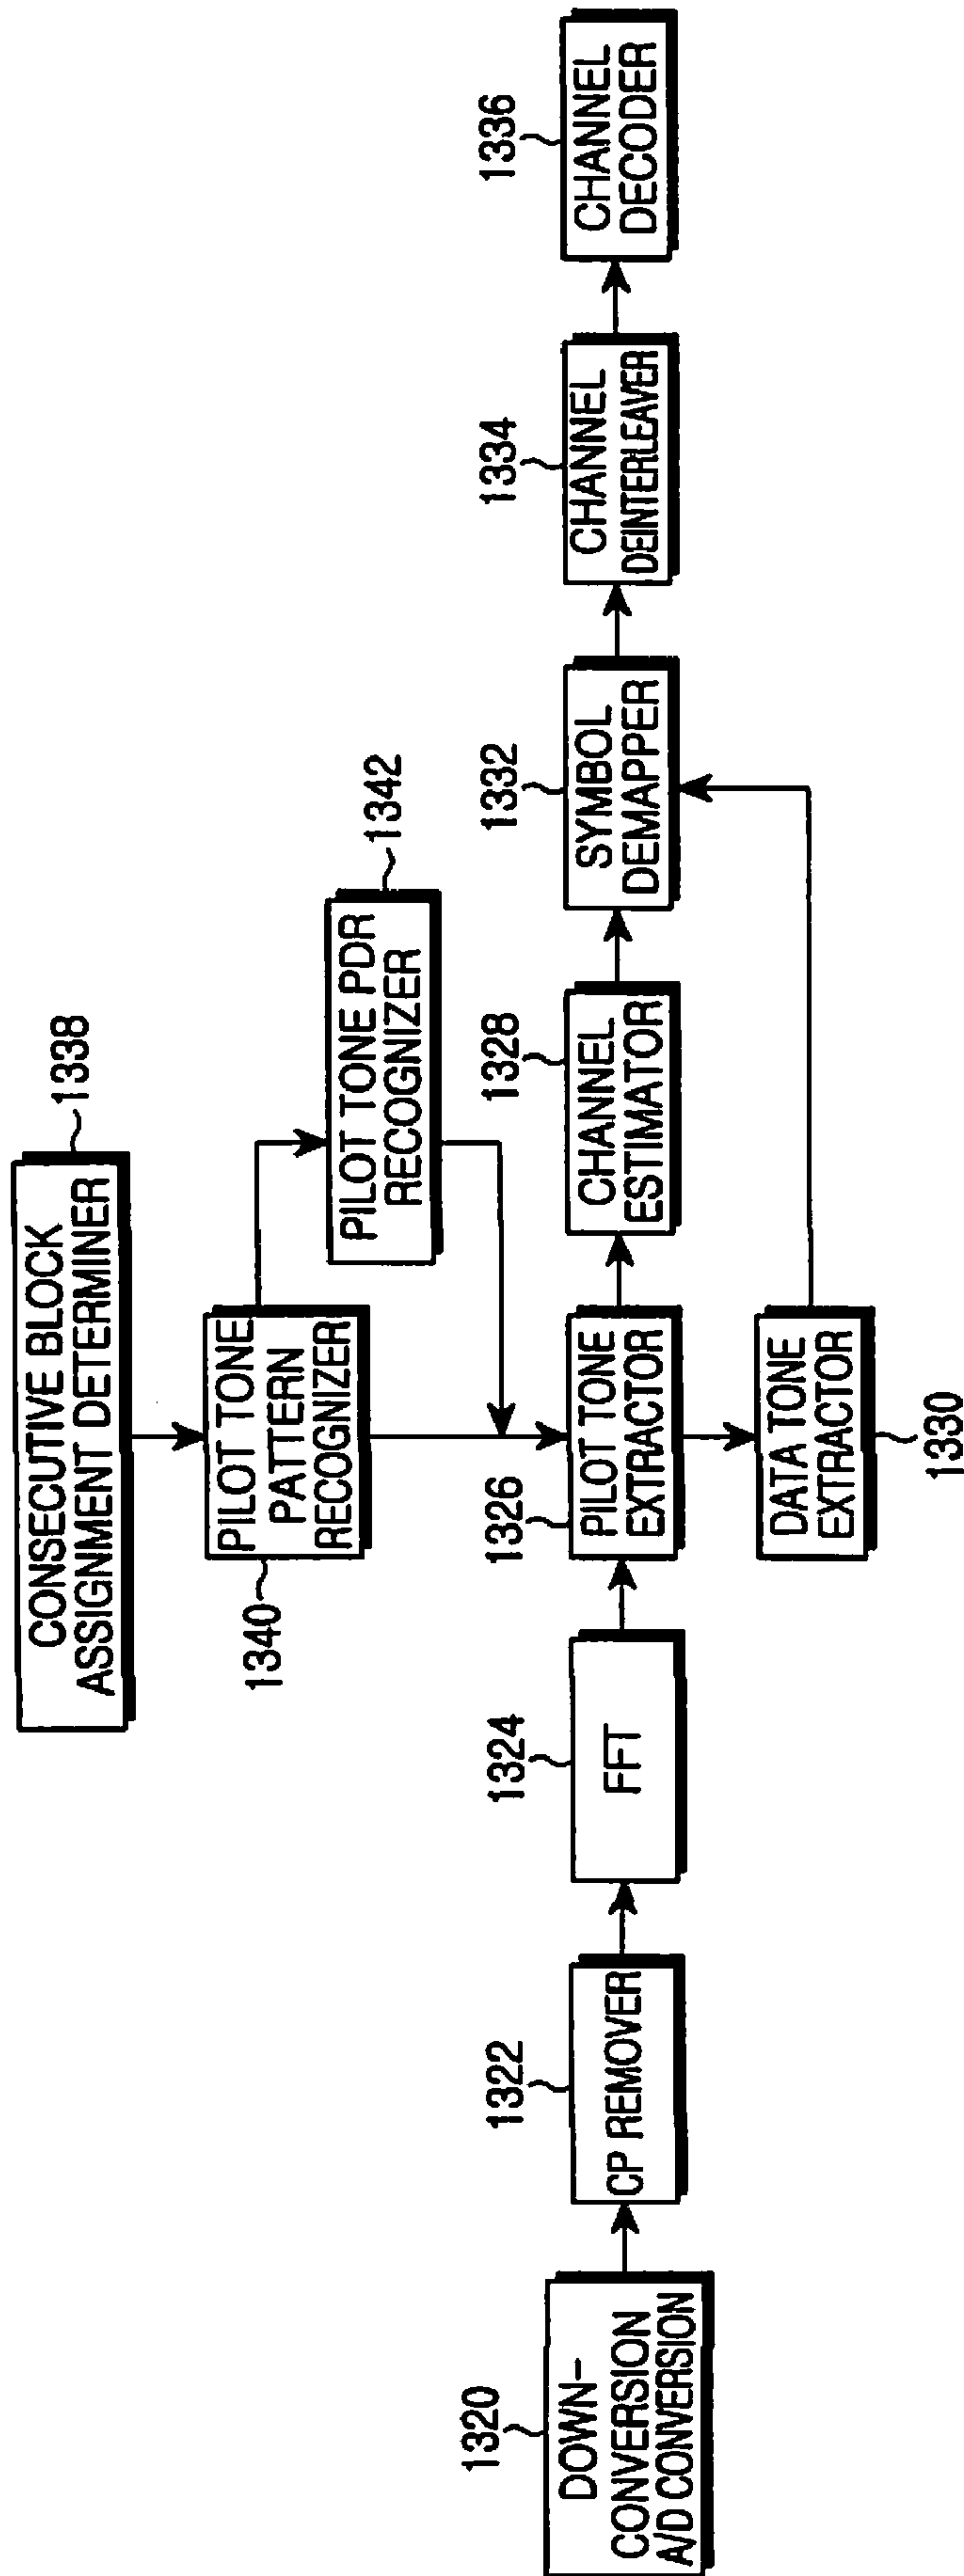 CONSECUTIVE BLOCK
ASSIGNMENT DETERMINER
1338
PILOT TONE
PATTERN
RECOGNIZER
1340
PILOT TONE PDR
RECOGNIZER
1342
DOWN-
CONVERSION
A/D CONVERSION
1320
CP REMOVER
1322
FFT
1324
PILOT TONE
EXTRACTOR
1326
CHANNEL
ESTIMATOR
1328
SYMBOL
DEMAPPER
1332
CHANNEL
DEINTERLEAVER
1334
CHANNEL
DECODER
1336
DATA TONE
EXTRACTOR
1330